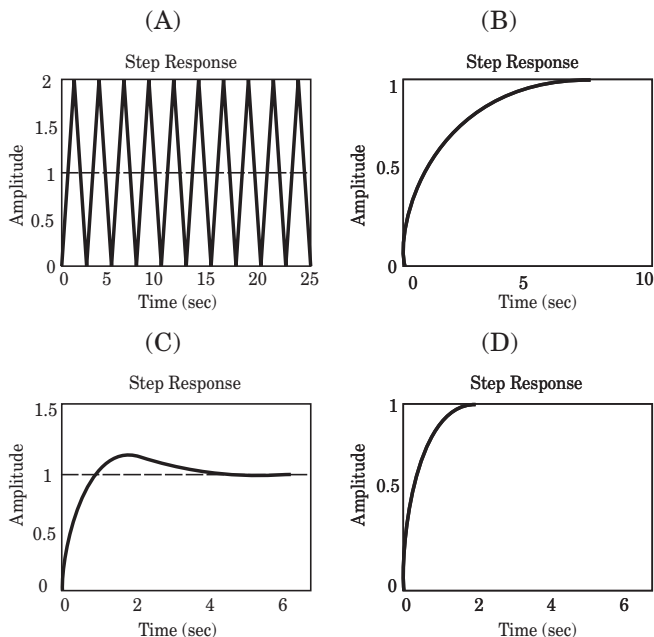 (A)
Step Response
Amplitude
2
1.5
1
0.5
0
0 5 10 15 20 25
Time (sec)
(B)
Step Response
Amplitude
1
0.5
0
0 5 10
Time (sec)
(C)
Step Response
Amplitude
1.5
1
0.5
0
0 2 4 6
Time (sec)
(D)
Step Response
Amplitude
1
0.5
0
0 2 4 6
Time (sec)